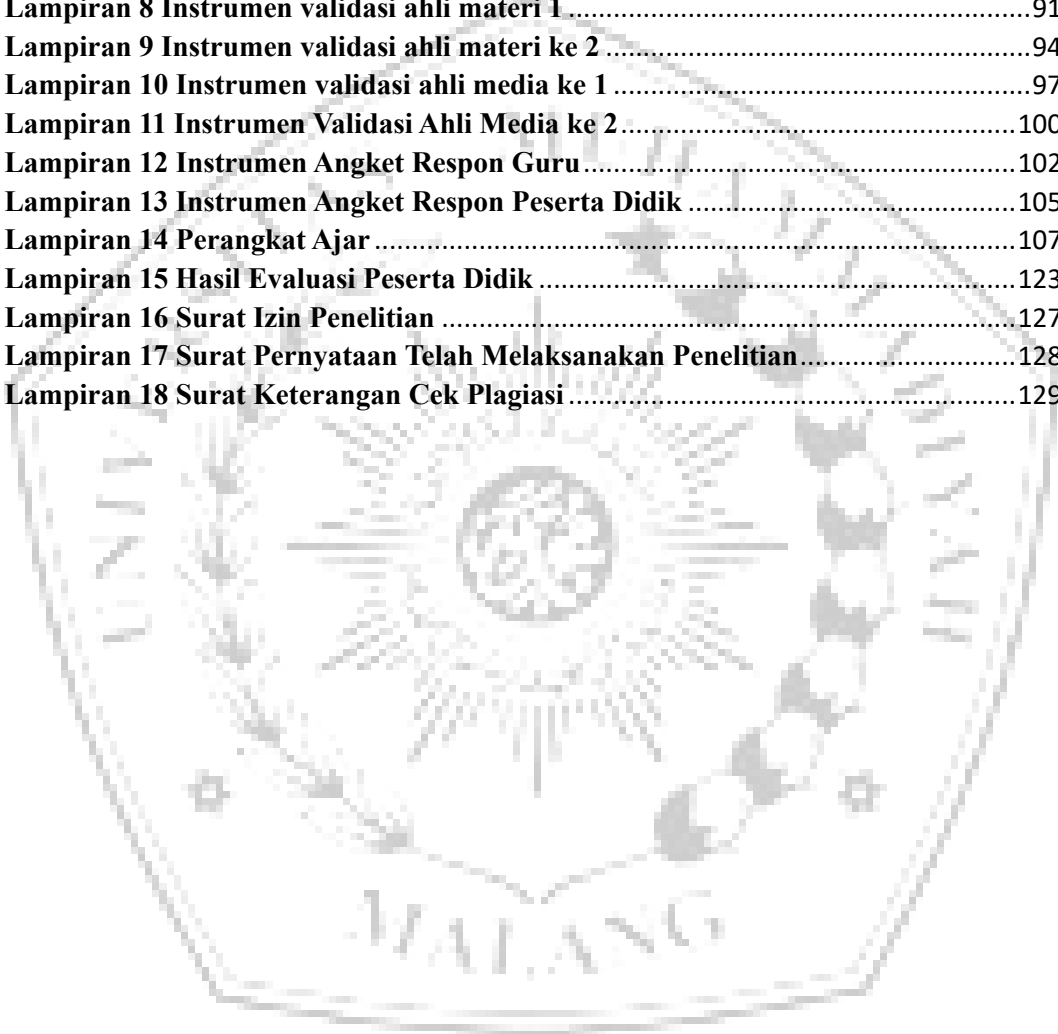 Lampiran 8 Instrumen validasi ahli materi 1........................................................91
Lampiran 9 Instrumen validasi ahli materi ke 2........................................................94
Lampiran 10 Instrumen validasi ahli media ke 1........................................................97
Lampiran 11 Instrumen Validasi Ahli Media ke 2........................................................100
Lampiran 12 Instrumen Angket Respon Guru........................................................102
Lampiran 13 Instrumen Angket Respon Peserta Didik........................................................105
Lampiran 14 Perangkat Ajar........................................................107
Lampiran 15 Hasil Evaluasi Peserta Didik........................................................123
Lampiran 16 Surat Izin Penelitian........................................................127
Lampiran 17 Surat Pernyataan Telah Melaksanakan Penelitian........................................................128
Lampiran 18 Surat Keterangan Cek Plagiasi........................................................129
MALANG